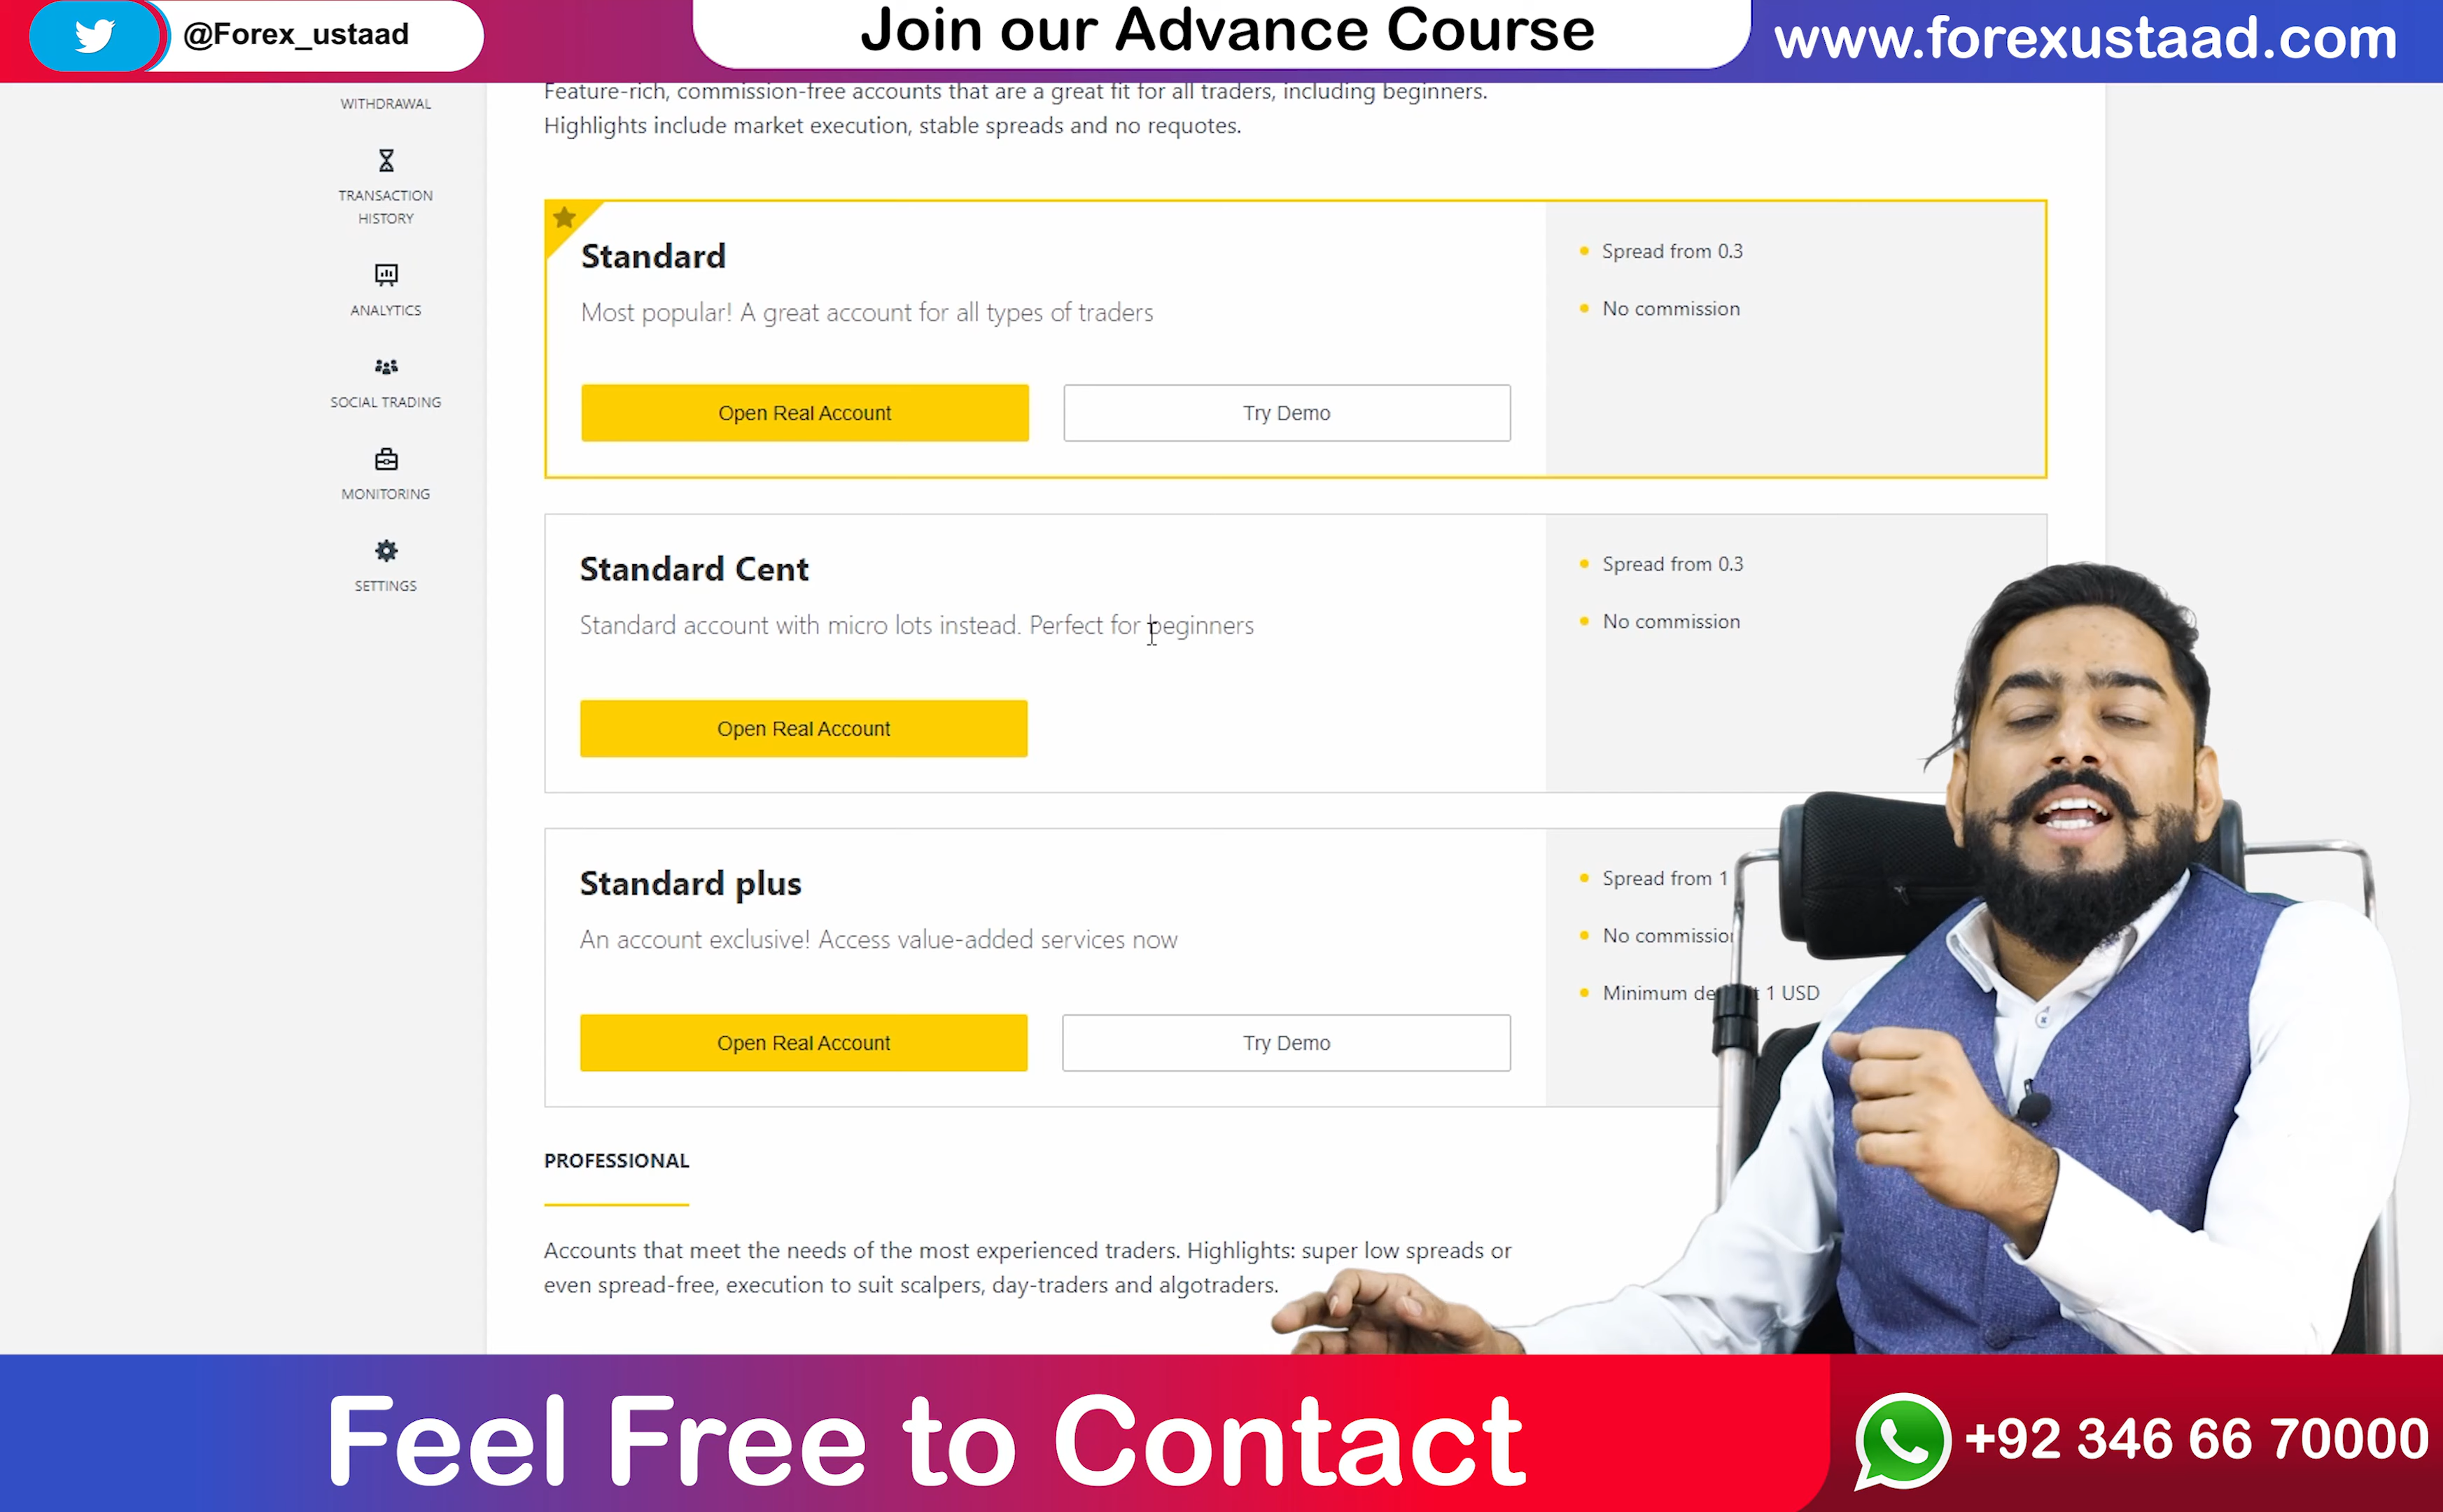 @Forex_ustaad
Join our Advance Course
www.forexustaad.com
WITHDRAWAL
TRANSACTION
HISTORY
ANALYTICS
SOCIAL TRADING
MONITORING
SETTINGS
Feature-rich, commission-free accounts that are a great fit for all traders, including beginners.
Highlights include market execution, stable spreads and no requotes.
Standard
Most popular! A great account for all types of traders
Open Real Account
Try Demo
Spread from 0.3
No commission
Standard Cent
Standard account with micro lots instead. Perfect for beginners
Open Real Account
Spread from 0.3
No commission
Standard plus
An account exclusive! Access value-added services now
Open Real Account
Try Demo
Spread from 1
No commission
Minimum 1 USD
PROFESSIONAL
Accounts that meet the needs of the most experienced traders. Highlights: super low spreads or
even spread-free, execution to suit scalpers, day-traders and algotraders.
Feel Free to Contact
+92 346 66 70000